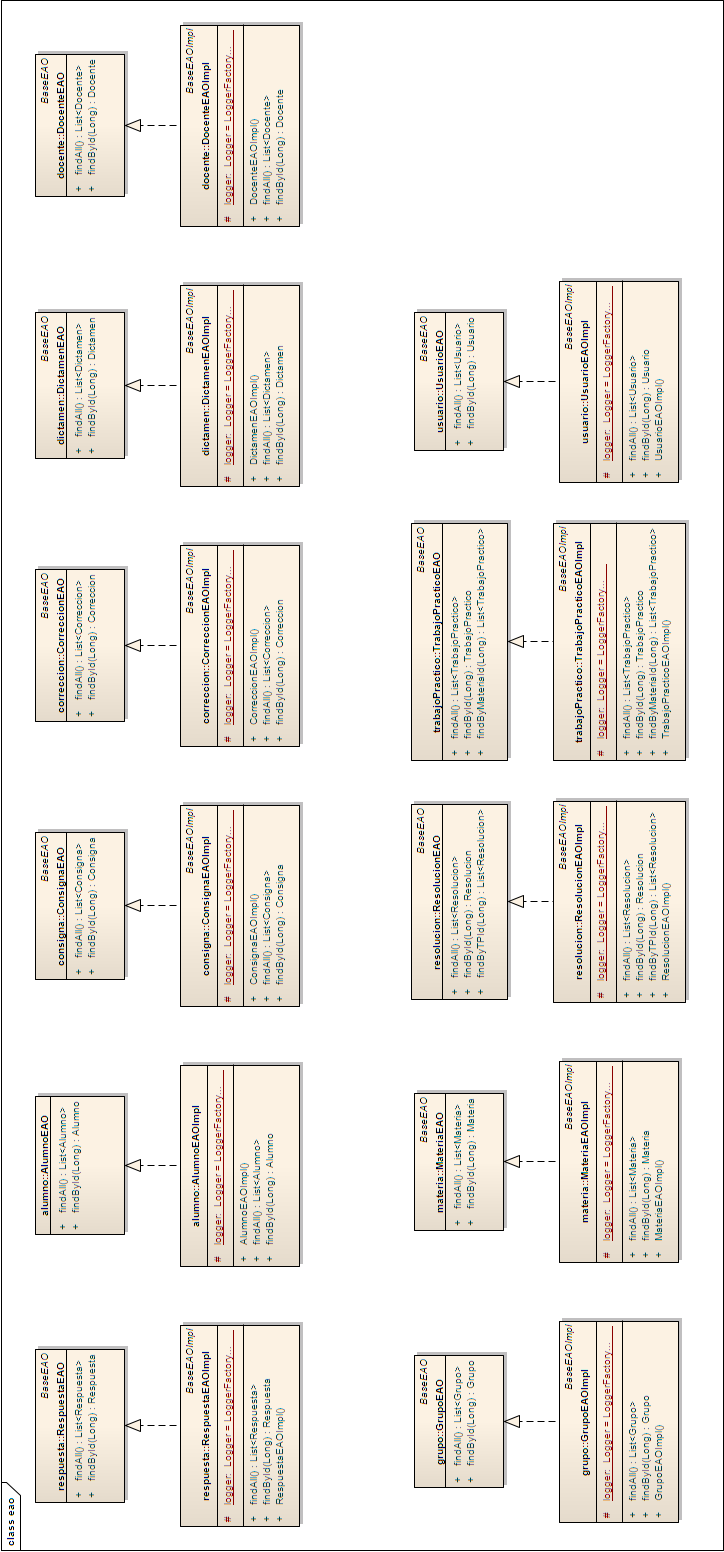 class eao
BaseEAO
respuesta::RespuestaEAO
+ findAll() : List<Respuesta>
+ findById(Long) : Respuesta
BaseEAOImpl
respuesta::RespuestaEAOImpl
# logger: Logger = LoggerFactory....
+ findAll() : List<Respuesta>
+ findById(Long) : Respuesta
+ RespuestaEAOImpl()
alumno::AlumnoEAO
+ findAll() : List<Alumno>
+ findById(Long) : Alumno
alumno::AlumnoEAOImpl
# logger: Logger = LoggerFactory....
+ AlumnoEAOImpl()
+ findAll() : List<Alumno>
+ findById(Long) : Alumno
BaseEAO
consigna::ConsignaEAO
+ findAll() : List<Consigna>
+ findById(Long) : Consigna
BaseEAOImpl
consigna::ConsignaEAOImpl
# logger: Logger = LoggerFactory....
+ ConsignaEAOImpl()
+ findAll() : List<Consigna>
+ findById(Long) : Consigna
BaseEAO
correccion::CorreccionEAO
+ findAll() : List<Correccion>
+ findById(Long) : Correccion
BaseEAOImpl
correccion::CorreccionEAOImpl
# logger: Logger = LoggerFactory....
+ CorreccionEAOImpl()
+ findAll() : List<Correccion>
+ findById(Long) : Correccion
BaseEAO
dictamen::DictamenEAO
+ findAll() : List<Dictamen>
+ findById(Long) : Dictamen
BaseEAOImpl
dictamen::DictamenEAOImpl
# logger: Logger = LoggerFactory....
+ DictamenEAOImpl()
+ findAll() : List<Dictamen>
+ findById(Long) : Dictamen
BaseEAO
docente::DocenteEAO
+ findAll() : List<Docente>
+ findById(Long) : Docente
BaseEAOImpl
docente::DocenteEAOImpl
# logger: Logger = LoggerFactory....
+ DocenteEAOImpl()
+ findAll() : List<Docente>
+ findById(Long) : Docente
BaseEAO
grupo::GrupoEAO
+ findAll() : List<Grupo>
+ findById(Long) : Grupo
BaseEAOImpl
grupo::GrupoEAOImpl
# logger: Logger = LoggerFactory....
+ findAll() : List<Grupo>
+ findById(Long) : Grupo
+ GrupoEAOImpl()
BaseEAO
materia::MateriaEAO
+ findAll() : List<Materia>
+ findById(Long) : Materia
BaseEAOImpl
materia::MateriaEAOImpl
# logger: Logger = LoggerFactory....
+ findAll() : List<Materia>
+ findById(Long) : Materia
+ MateriaEAOImpl()
BaseEAO
resolucion::ResolucionEAO
+ findAll() : List<Resolucion>
+ findById(Long) : Resolucion
+ findByTPId(Long) : List<Resolucion>
BaseEAOImpl
resolucion::ResolucionEAOImpl
# logger: Logger = LoggerFactory....
+ findAll() : List<Resolucion>
+ findById(Long) : Resolucion
+ findByTPId(Long) : List<Resolucion>
+ ResolucionEAOImpl()
BaseEAO
trabajoPractico::TrabajoPracticoEAO
+ findAll() : List<TrabajoPractico>
+ findById(Long) : TrabajoPractico
+ findByMateriaId(Long) : List<TrabajoPractico>
BaseEAOImpl
trabajoPractico::TrabajoPracticoEAOImpl
# logger: Logger = LoggerFactory....
+ findAll() : List<TrabajoPractico>
+ findById(Long) : TrabajoPractico
+ findByMateriaId(Long) : List<TrabajoPractico>
+ TrabajoPracticoEAOImpl()
BaseEAO
usuario::UsuarioEAO
+ findAll() : List<Usuario>
+ findById(Long) : Usuario
BaseEAOImpl
usuario::UsuarioEAOImpl
# logger: Logger = LoggerFactory....
+ findAll() : List<Usuario>
+ findById(Long) : Usuario
+ UsuarioEAOImpl()